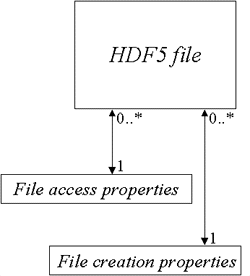 HDF5 file
0..*
0..*
1
File access properties
1
File creation properties